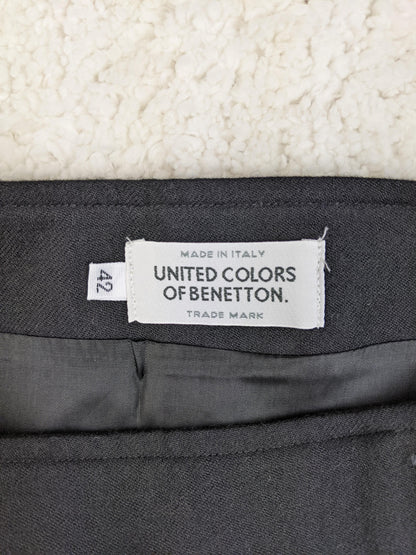 MADE IN ITALY
UNITED COLORS
OF BENETTON.
TRADE MARK
42